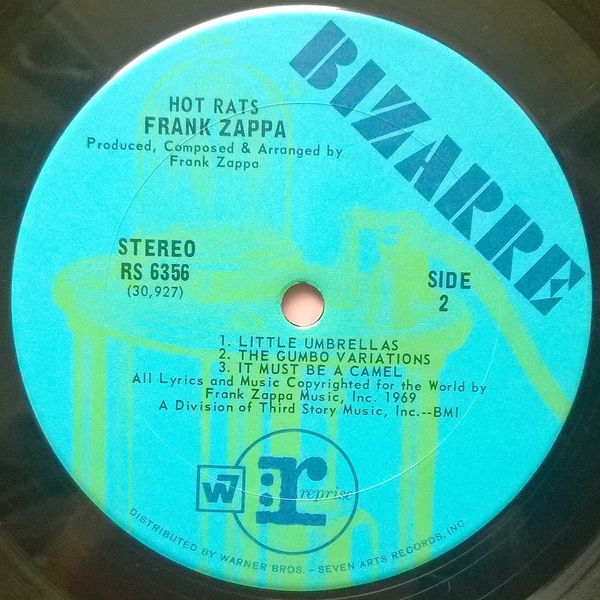 BIZARRE
HOT RATS
FRANK ZAPPA
Produced, Composed & Arranged by
Frank Zappa
STEREO
RS 6356
(30,927)
SIDE
2
1. LITTLE UMBRELLAS
2. THE GUMBO VARIATIONS
3. IT MUST BE A CAMEL
All Lyrics and Music Copyrighted for the World by
Frank Zappa Music, Inc. 1969
A Division of Third Story Music, Inc.--BMI
W7
r:reprise
DISTRIBUTED BY WARNER BROS. – SEVEN ARTS RECORDS, INC.